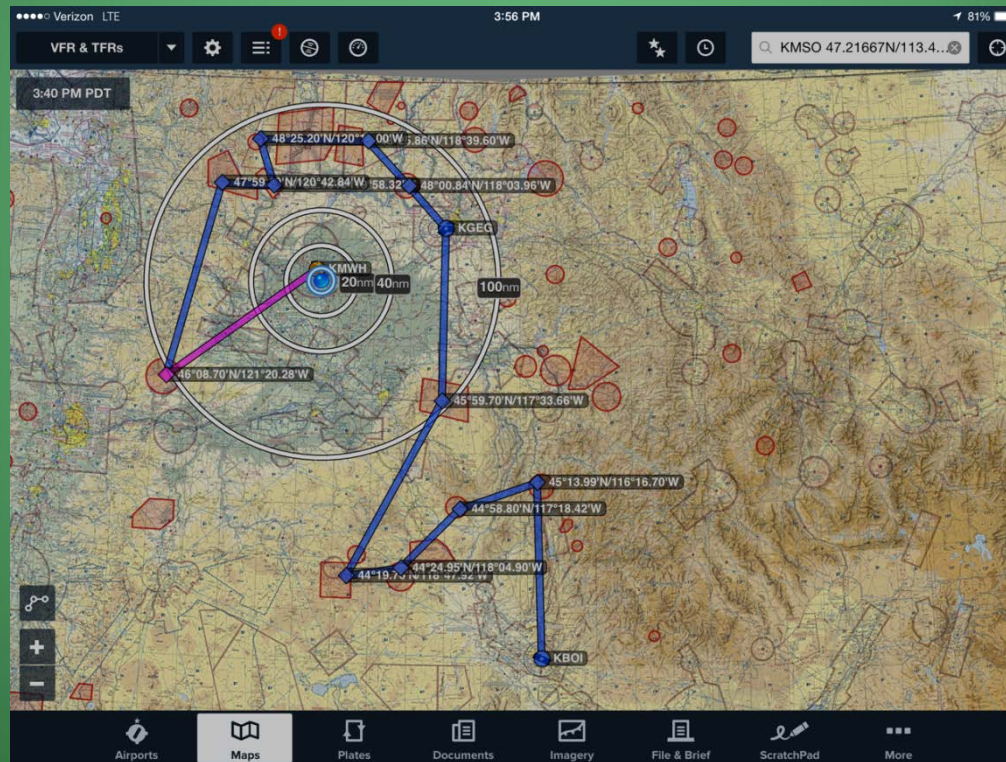 Verizon LTE 3:56 PM 81%
VFR & TFRs
KMSO 47.21667N/113.4...
3:40 PM PDT
48°25.20'N/120°
.00'W
.86'N/118°39.60'W
47°59.
'N/120°42.84'W
58.32'
48°00.84'N/118°03.96'W
KGEG
KMWH
20nm
40nm
100nm
46°08.70'N/121°20.28'W
45°59.70'N/117°33.66'W
45°13.99'N/116°16.70'W
44°58.80'N/117°18.42'W
44°24.95'N/118°04.90'W
44°19.70'N/118°47.92'W
KBOI
Airports Maps Plates Documents Imagery File & Brief ScratchPad More